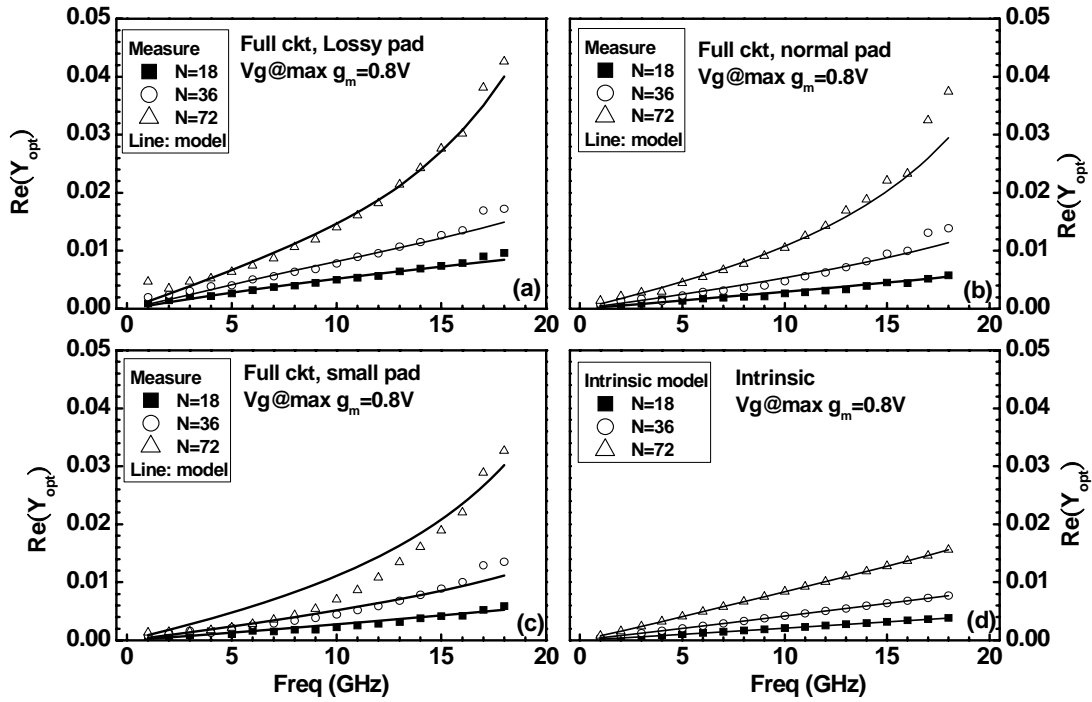 0.05
0.04
0.03
0.02
0.01
0.00
Re(Y_opt)
Measure
N=18
N=36
N=72
Line: model
Full ckt, Lossy pad
Vg@max g_m=0.8V
(a)
0 5 10 15 20
Measure
N=18
N=36
N=72
Line: model
Full ckt, normal pad
Vg@max g_m=0.8V
(b)
0 5 10 15 20
0.05
0.04
0.03
0.02
0.01
0.00
Re(Y_opt)
0.05
0.04
0.03
0.02
0.01
0.00
Re(Y_opt)
Measure
N=18
N=36
N=72
Line: model
Full ckt, small pad
Vg@max g_m=0.8V
(c)
0 5 10 15 20
Freq (GHz)
Intrinsic model
N=18
N=36
N=72
Intrinsic
Vg@max g_m=0.8V
(d)
0 5 10 15 20
Freq (GHz)
0.05
0.04
0.03
0.02
0.01
0.00
Re(Y_opt)